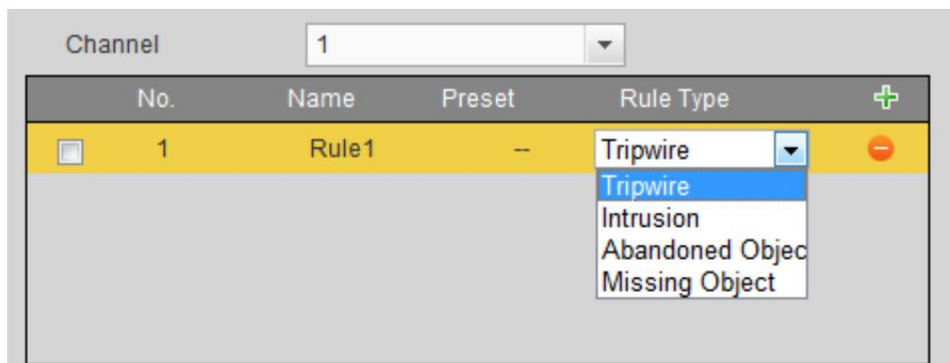 Channel 1
No. Name Preset Rule Type
1 Rule1 -- Tripwire
Tripwire
Intrusion
Abandoned Objec
Missing Object